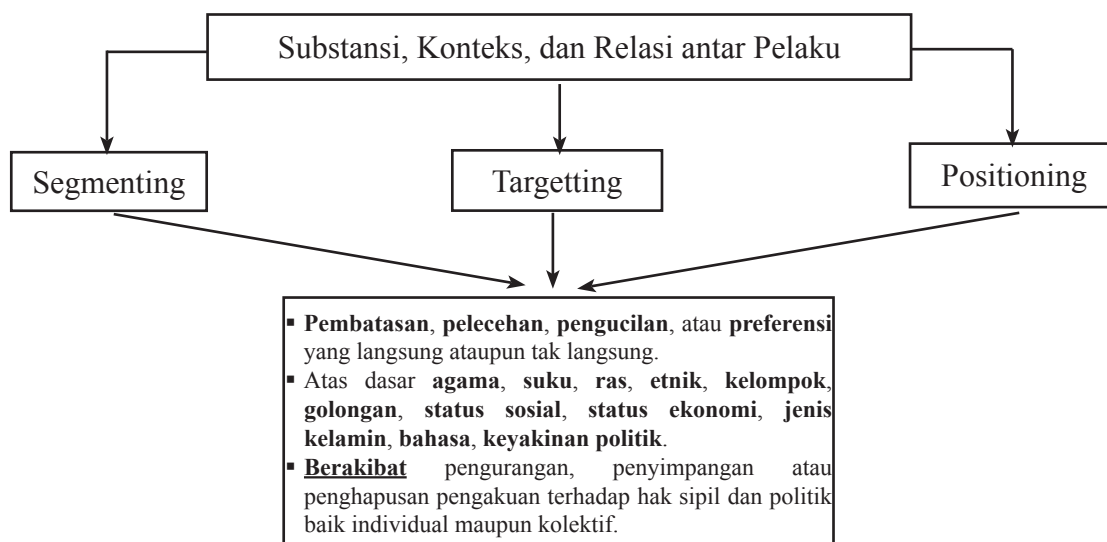 Substansi, Konteks, dan Relasi antar Pelaku
Segmenting
Targetting
Positioning
▪ Pembatasan, pelecehan, pengucilan, atau preferensi
yang langsung ataupun tak langsung.
▪ Atas dasar agama, suku, ras, etnik, kelompok,
golongan, status sosial, status ekonomi, jenis
kelamin, bahasa, keyakinan politik.
▪ Berakibat pengurangan, penyimpangan atau
penghapusan pengakuan terhadap hak sipil dan politik
baik individual maupun kolektif.